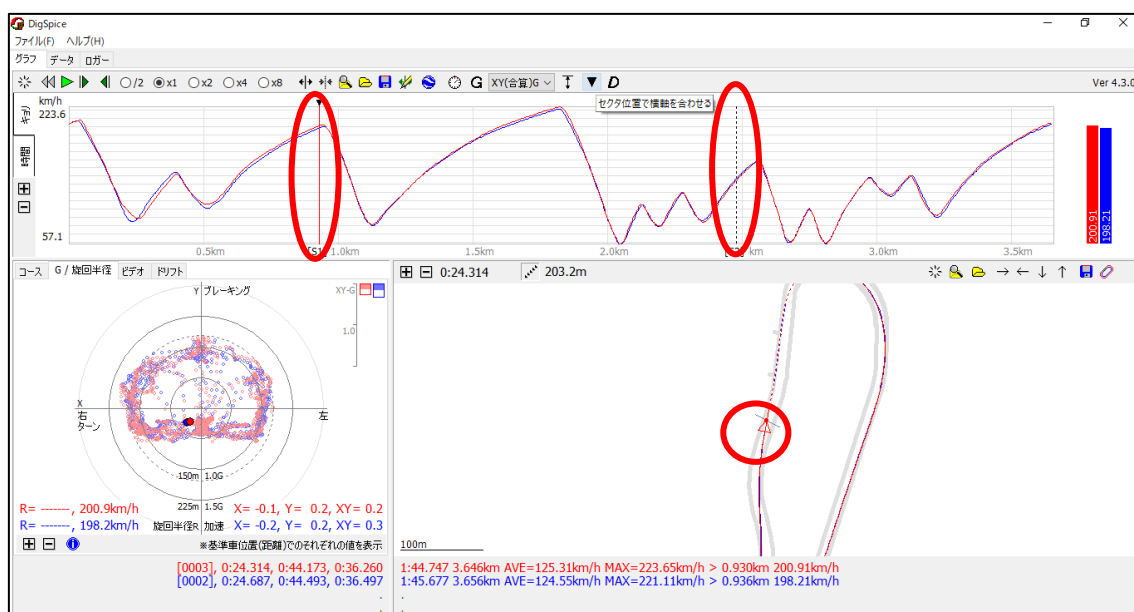 DigSpice
ファイル(F) ヘルプ(H)
グラフ データ ロガー
/2 x1 x2 x4 x8 G XY(合算)G D Ver 4.3.0
セクタ位置で横軸を合わせる
km/h
223.6
距離
時間
57.1
0.5km [S1] 1.0km 1.5km 2.0km km 3.0km 3.5km
200.91
198.21
コース G / 旋回半径 ビデオ ドリフト
0:24.314 203.2m
Y ブレーキング XY-G
1.0
X
右
ターン
左
150m 1.0G
225m 1.5G
R= -------, 200.9km/h X= -0.1, Y= 0.2, XY= 0.2
R= -------, 198.2km/h 旋回半径R 加速 X= -0.2, Y= 0.2, XY= 0.3
※基準車位置(距離)でのそれぞれの値を表示
100m
[0003], 0:24.314, 0:44.173, 0:36.260
[0002], 0:24.687, 0:44.493, 0:36.497
1:44.747 3.646km AVE=125.31km/h MAX=223.65km/h > 0.930km 200.91km/h
1:45.677 3.656km AVE=124.55km/h MAX=221.11km/h > 0.936km 198.21km/h